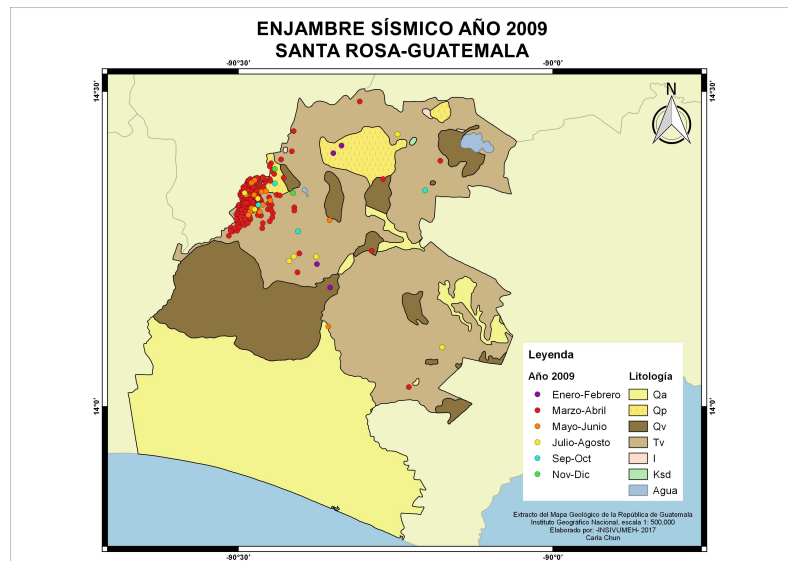 ENJAMBRE SÍSMICO AÑO 2009
SANTA ROSA-GUATEMALA
-90°30' -90°0'
14°30' 14°30'
N
14°0' 14°0'
Leyenda
Año 2009 Litología
Enero-Febrero Qa
Marzo-Abril Qp
Mayo-Junio Qv
Julio-Agosto Tv
Sep-Oct I
Nov-Dic Ksd
Agua
Extracto del Mapa Geológico de la República de Guatemala
Instituto Geografico Nacional, escala 1: 500,000
Elaborado por: -INSIVUMEH- 2017
Carla Chun
-90°30' -90°0'